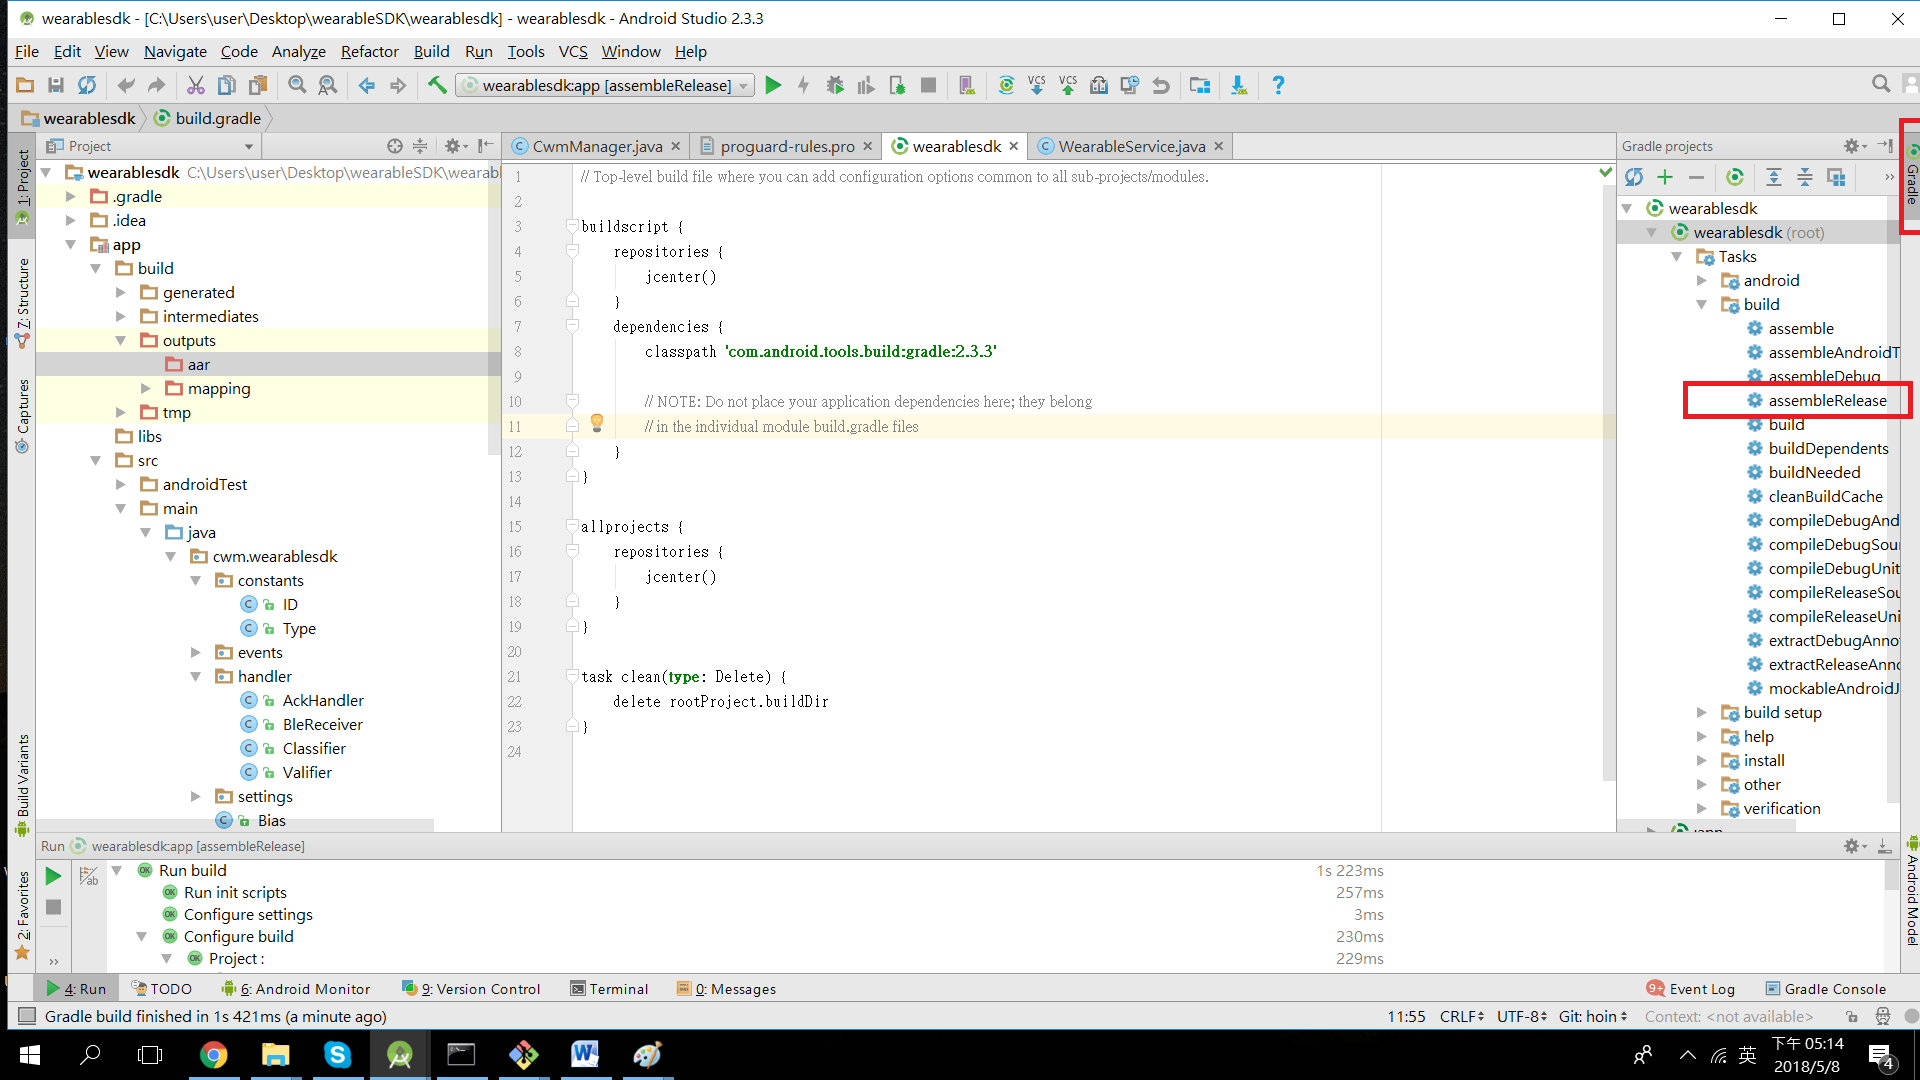 wearablesdk - [C:\Users\user\Desktop\wearableSDK\wearablesdk] - wearablesdk - Android Studio 2.3.3
File Edit View Navigate Code Analyze Refactor Build Run Tools VCS Window Help
wearablesdk:app [assembleRelease]
VCS VCS
wearablesdk build.gradle
1: Project
Z: Structure
Captures
Build Variants
2: Favorites
Project
wearablesdk C:\Users\user\Desktop\wearableSDK\wearabl
.gradle
.idea
app
build
generated
intermediates
outputs
aar
mapping
tmp
libs
src
androidTest
main
java
cwm.wearablesdk
constants
ID
Type
events
handler
AckHandler
BleReceiver
Classifier
Valifier
settings
Bias
CwmManager.java proguard-rules.pro wearablesdk WearableService.java
1 // Top-level build file where you can add configuration options common to all sub-projects/modules.
2
3 buildscript {
4 repositories {
5 jcenter()
6 }
7 dependencies {
8 classpath 'com.android.tools.build:gradle:2.3.3'
9
10 // NOTE: Do not place your application dependencies here; they belong
11 // in the individual module build.gradle files
12 }
13 }
14
15 allprojects {
16 repositories {
17 jcenter()
18 }
19 }
20
21 task clean(type: Delete) {
22 delete rootProject.buildDir
23 }
24
Gradle projects
wearablesdk
wearablesdk (root)
Tasks
android
build
assemble
assembleAndroidT
assembleDebug
assembleRelease
build
buildDependents
buildNeeded
cleanBuildCache
compileDebugAnd
compileDebugSou
compileDebugUnit
compileReleaseSou
compileReleaseUni
extractDebugAnno
extractReleaseAnno
mockableAndroidJ
build setup
help
install
other
verification
Gradle
Android Model
Run wearablesdk:app [assembleRelease]
Run build 1s 223ms
Run init scripts 257ms
Configure settings 3ms
Configure build 230ms
Project : 229ms
4: Run TODO 6: Android Monitor 9: Version Control Terminal 0: Messages 9+ Event Log Gradle Console
Gradle build finished in 1s 421ms (a minute ago) 11:55 CRLF UTF-8 Git: hoin Context: <not available>
英 下午 05:14
2018/5/8 4